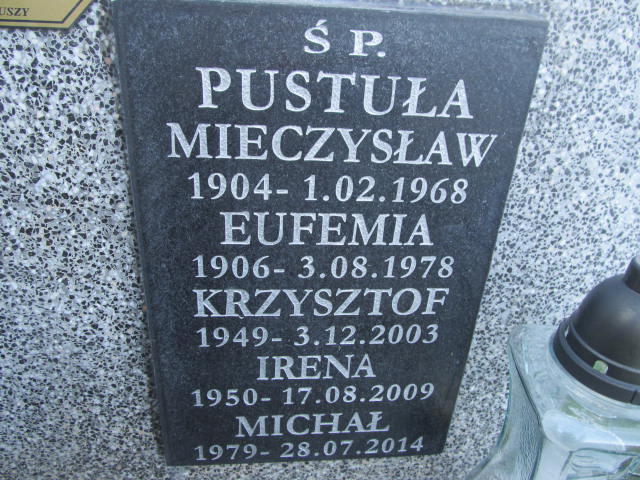 USZY
Ś P.
PUSTUŁA
MIECZYSŁAW
1904- 1.02.1968
EUFEMIA
1906- 3.08.1978
KRZYSZTOF
1949- 3.12.2003
IRENA
1950- 17.08.2009
MICHAŁ
1979- 28.07.2014